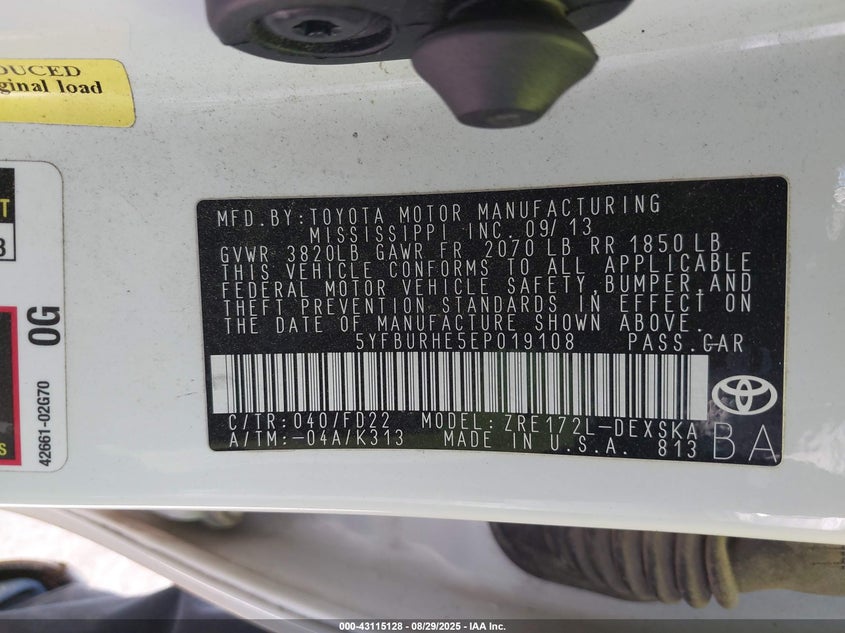 DUCED
ginal load
T
3
S
OG
42661-02G70
MFD.BY:TOYOTA MOTOR MANUFACTURING
MISSISSIPPI INC. 09/13
GVWR 3820LB GAWR FR 2070 LB RR 1850 LB
THIS VEHICLE CONFORMS TO ALL APPLICABLE
FEDERAL MOTOR VEHICLE SAFETY,BUMPER,AND
THEFT PREVENTION STANDARDS IN EFFECT ON
THE DATE OF MANUFACTURE SHOWN ABOVE.
5YFBURHE5EP019108 PASS.CAR
C/TR: 040/FD22 MODEL: ZRE172L-DEXSKA
A/TM:-04A/K313 MADE IN U.S.A. 813
BA
000-43115128 - 08/29/2025 - IAA Inc.